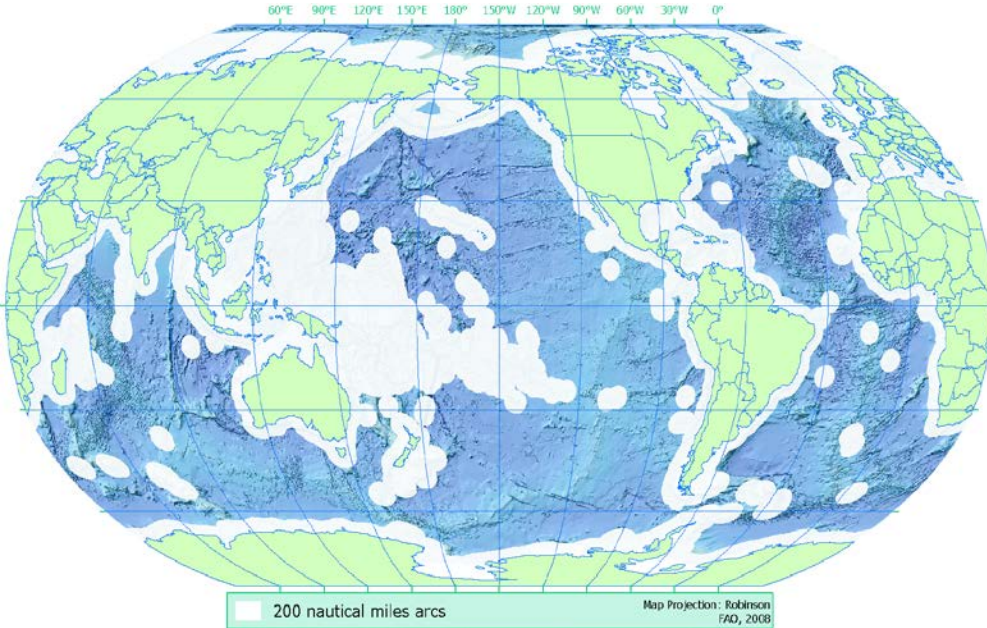 60°E 90°E 120°E 150°E 180° 150°W 120°W 90°W 60°W 30°W 0°
200 nautical miles arcs
Map Projection: Robinson
FAO, 2008